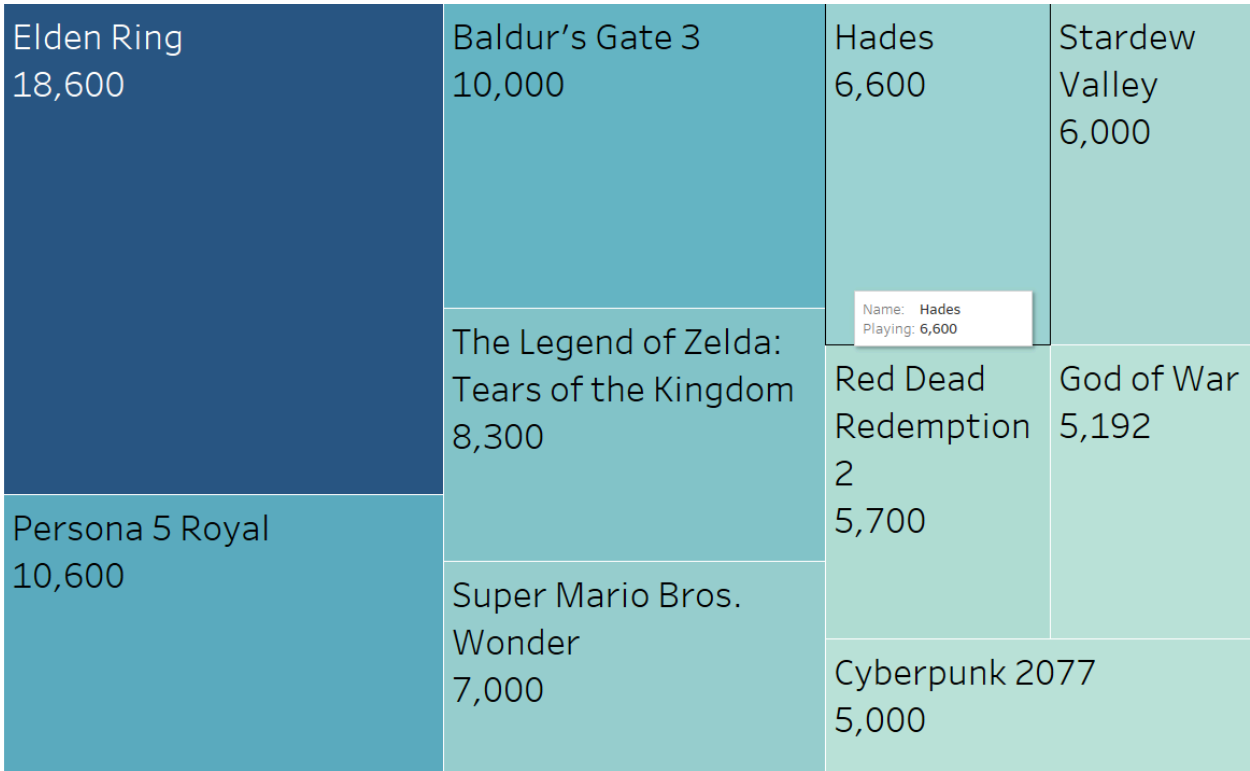 Elden Ring
18,600
Persona 5 Royal
10,600
Baldur’s Gate 3
10,000
The Legend of Zelda:
Tears of the Kingdom
8,300
Super Mario Bros.
Wonder
7,000
Hades
6,600
Name: Hades
Playing: 6,600
Stardew
Valley
6,000
Red Dead
Redemption
2
5,700
God of War
5,192
Cyberpunk 2077
5,000